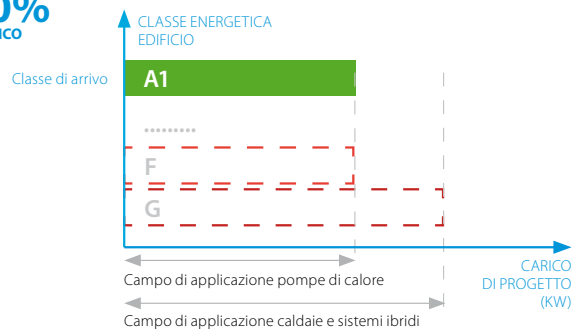 0%
ICO
CLASSE ENERGETICA
EDIFICIO
Classe di arrivo
A1
.........
F
G
CARICO
DI PROGETTO
(KW)
Campo di applicazione pompe di calore
Campo di applicazione caldaie e sistemi ibridi